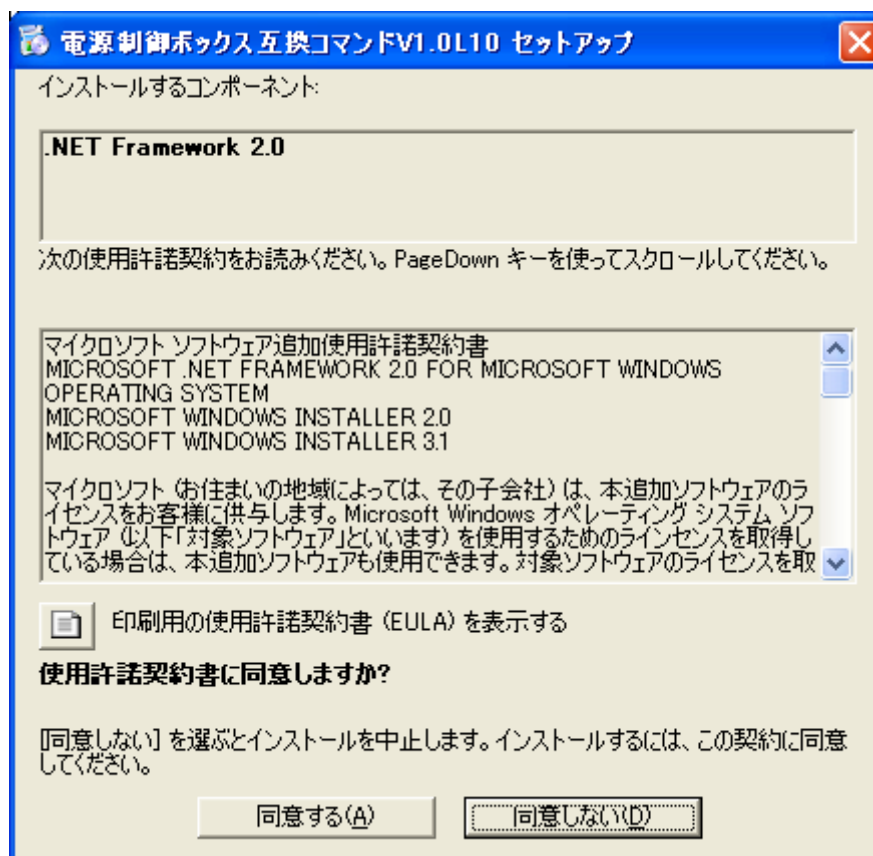 電源制御ボックス互換コマンドV1.0L10 セットアップ
インストールするコンポーネント:
.NET Framework 2.0
次の使用許諾契約をお読みください。PageDown キーを使ってスクロールしてください。
マイクロソフト ソフトウェア追加使用許諾契約書
MICROSOFT .NET FRAMEWORK 2.0 FOR MICROSOFT WINDOWS
OPERATING SYSTEM
MICROSOFT WINDOWS INSTALLER 2.0
MICROSOFT WINDOWS INSTALLER 3.1
マイクロソフト (お住まいの地域によっては、その子会社) は、本追加ソフトウェアのラ
イセンスをお客様に供与します。Microsoft Windows オペレーティング システム ソフ
トウェア (以下「対象ソフトウェア」といいます) を使用するためのラインセンスを取得し
ている場合は、本追加ソフトウェアも使用できます。対象ソフトウェアのライセンスを取
印刷用の使用許諾契約書 (EULA) を表示する
使用許諾契約書に同意しますか?
[同意しない] を選ぶとインストールを中止します。インストールするには、この契約に同意
してください。
同意する(A)
同意しない(D)